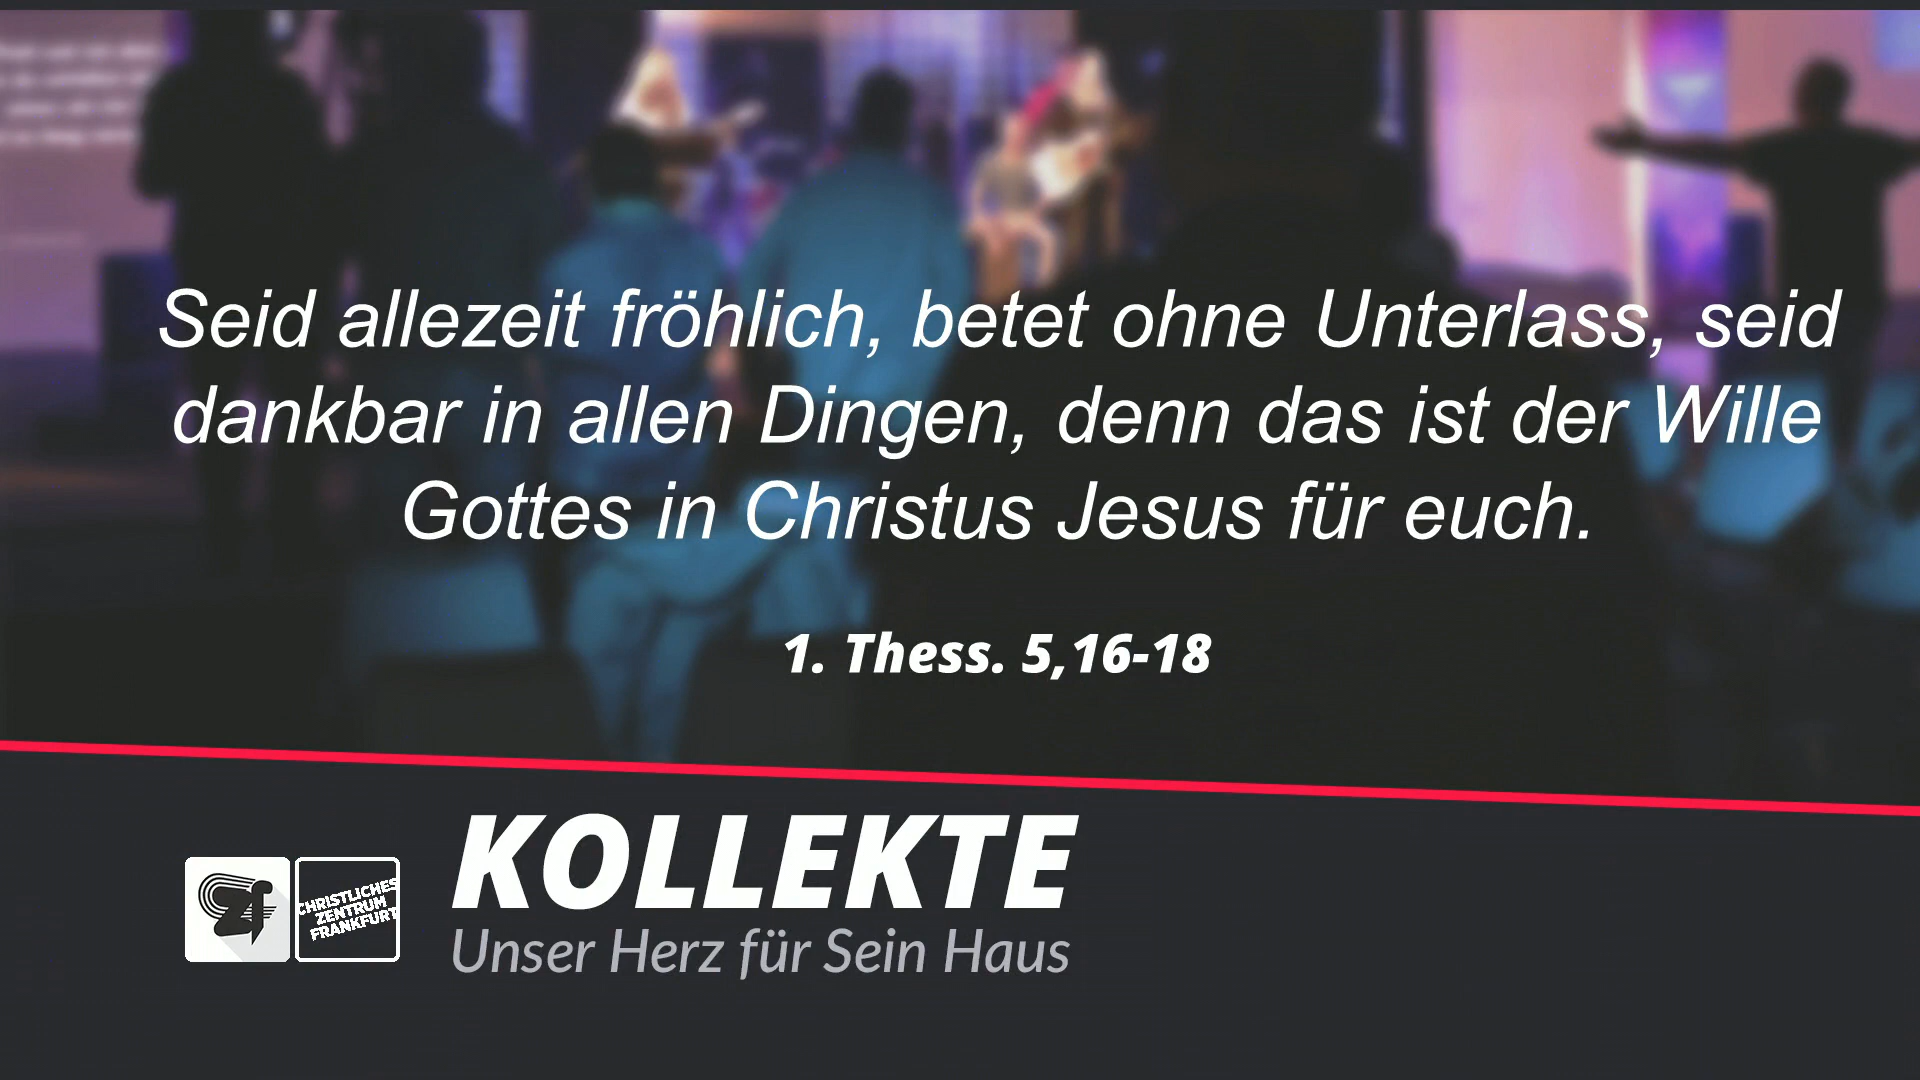 Seid allezeit fröhlich, betet ohne Unterlass, seid
dankbar in allen Dingen, denn das ist der Wille
Gottes in Christus Jesus für euch.
1. Thess. 5,16-18
KOLLEKTE
Unser Herz für Sein Haus
CHRISTLICHES
ZENTRUM
FRANKFURT